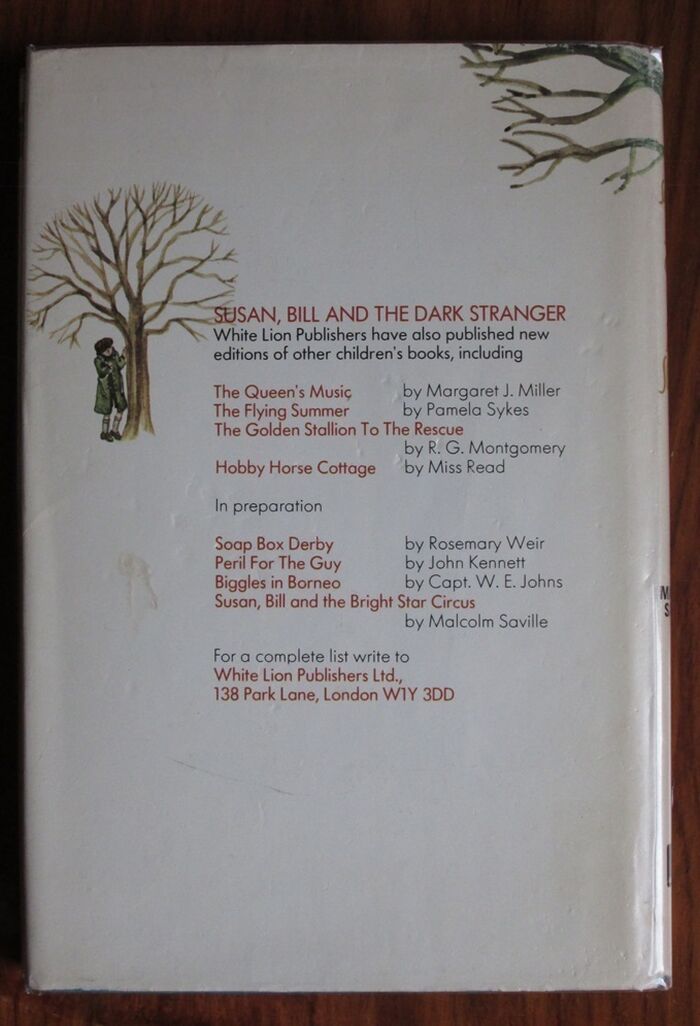 SUSAN, BILL AND THE DARK STRANGER
White Lion Publishers have also published new
editions of other children's books, including
The Queen's Music by Margaret J. Miller
The Flying Summer by Pamela Sykes
The Golden Stallion To The Rescue
by R. G. Montgomery
Hobby Horse Cottage by Miss Read
In preparation
Soap Box Derby by Rosemary Weir
Peril For The Guy by John Kennett
Biggles in Borneo by Capt. W. E. Johns
Susan, Bill and the Bright Star Circus
by Malcolm Saville
For a complete list write to
White Lion Publishers Ltd.,
138 Park Lane, London W1Y 3DD